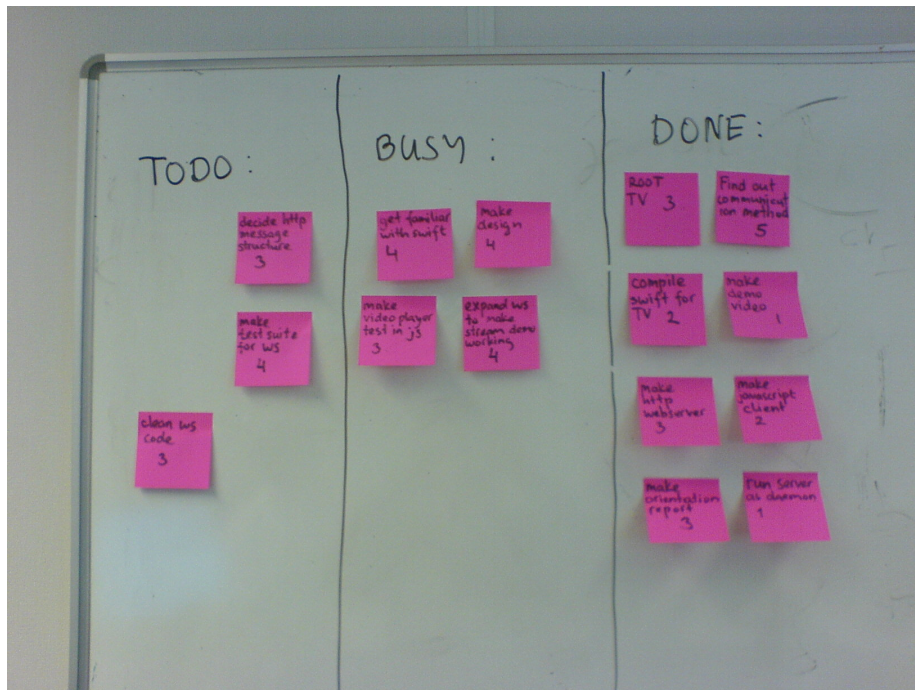 TODO:
decide http
message
structure
3
make
test suite
for ws
4
clean ws
code
3
BUSY:
get familiar
with swift
4
make
design
4
make
video player
test in js
3
expand ws
to make
stream demo
working
4
DONE:
ROOT
TV 3
Find out
communicat
ion method
5
compile
swift for
TV 2
make
demo
video
1
make
http
webserver
3
make
javascript
client
2
make
orientation
report
3
run server
as daemon
1